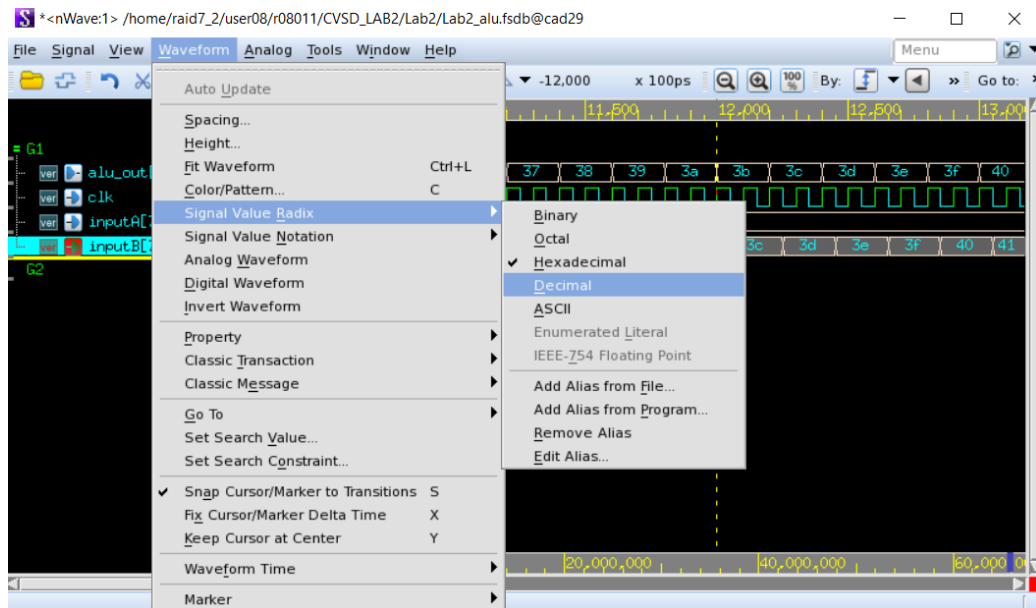 *<nWave:1> /home/raid7_2/user08/r08011/CVSD_LAB2/Lab2/Lab2_alu.fsdb@cad29
File Signal View Waveform Analog Tools Window Help Menu
-12,000 x 100ps 100 % By: » Go to:
11,500 12,000 12,500 13,00
G1
ver alu_out[ 37 38 39 3a 3b 3c 3d 3e 3f 40
ver clk
ver inputA[7
ver inputB[7 3c 3d 3e 3f 40 41
G2
Auto Update
Spacing...
Height...
Fit Waveform Ctrl+L
Color/Pattern... C
Signal Value Radix
Signal Value Notation
Analog Waveform
Digital Waveform
Invert Waveform
Property
Classic Transaction
Classic Message
Go To
Set Search Value...
Set Search Constraint...
Snap Cursor/Marker to Transitions S
Fix Cursor/Marker Delta Time X
Keep Cursor at Center Y
Waveform Time
Marker
Binary
Octal
Hexadecimal
Decimal
ASCII
Enumerated Literal
IEEE-754 Floating Point
Add Alias from File...
Add Alias from Program...
Remove Alias
Edit Alias...
20,000,000 40,000,000 60,000